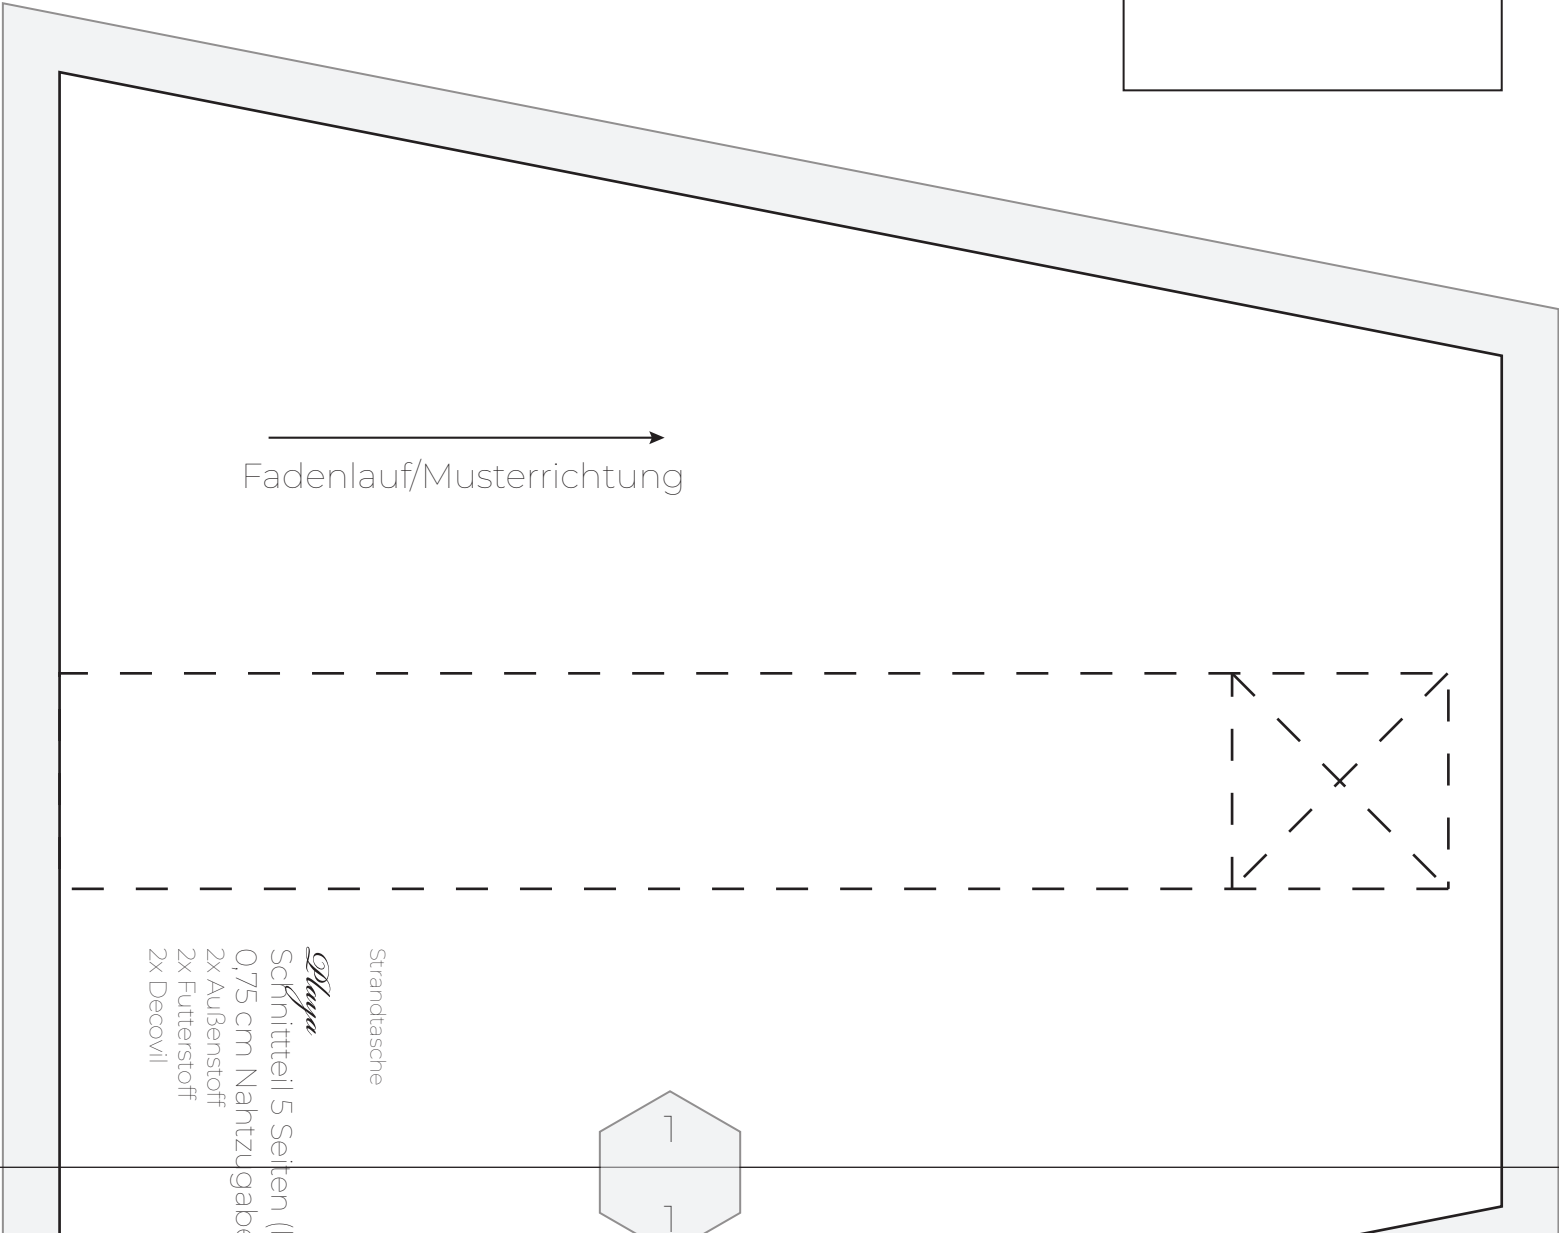 Fadenlauf/Musterrichtung
Strandtasche
Playa
Schnittteil 5 Seiten (
0,75 cm Nahtzugabe
2x Außenstoff
2x Futterstoff
2x Decovil
1
1